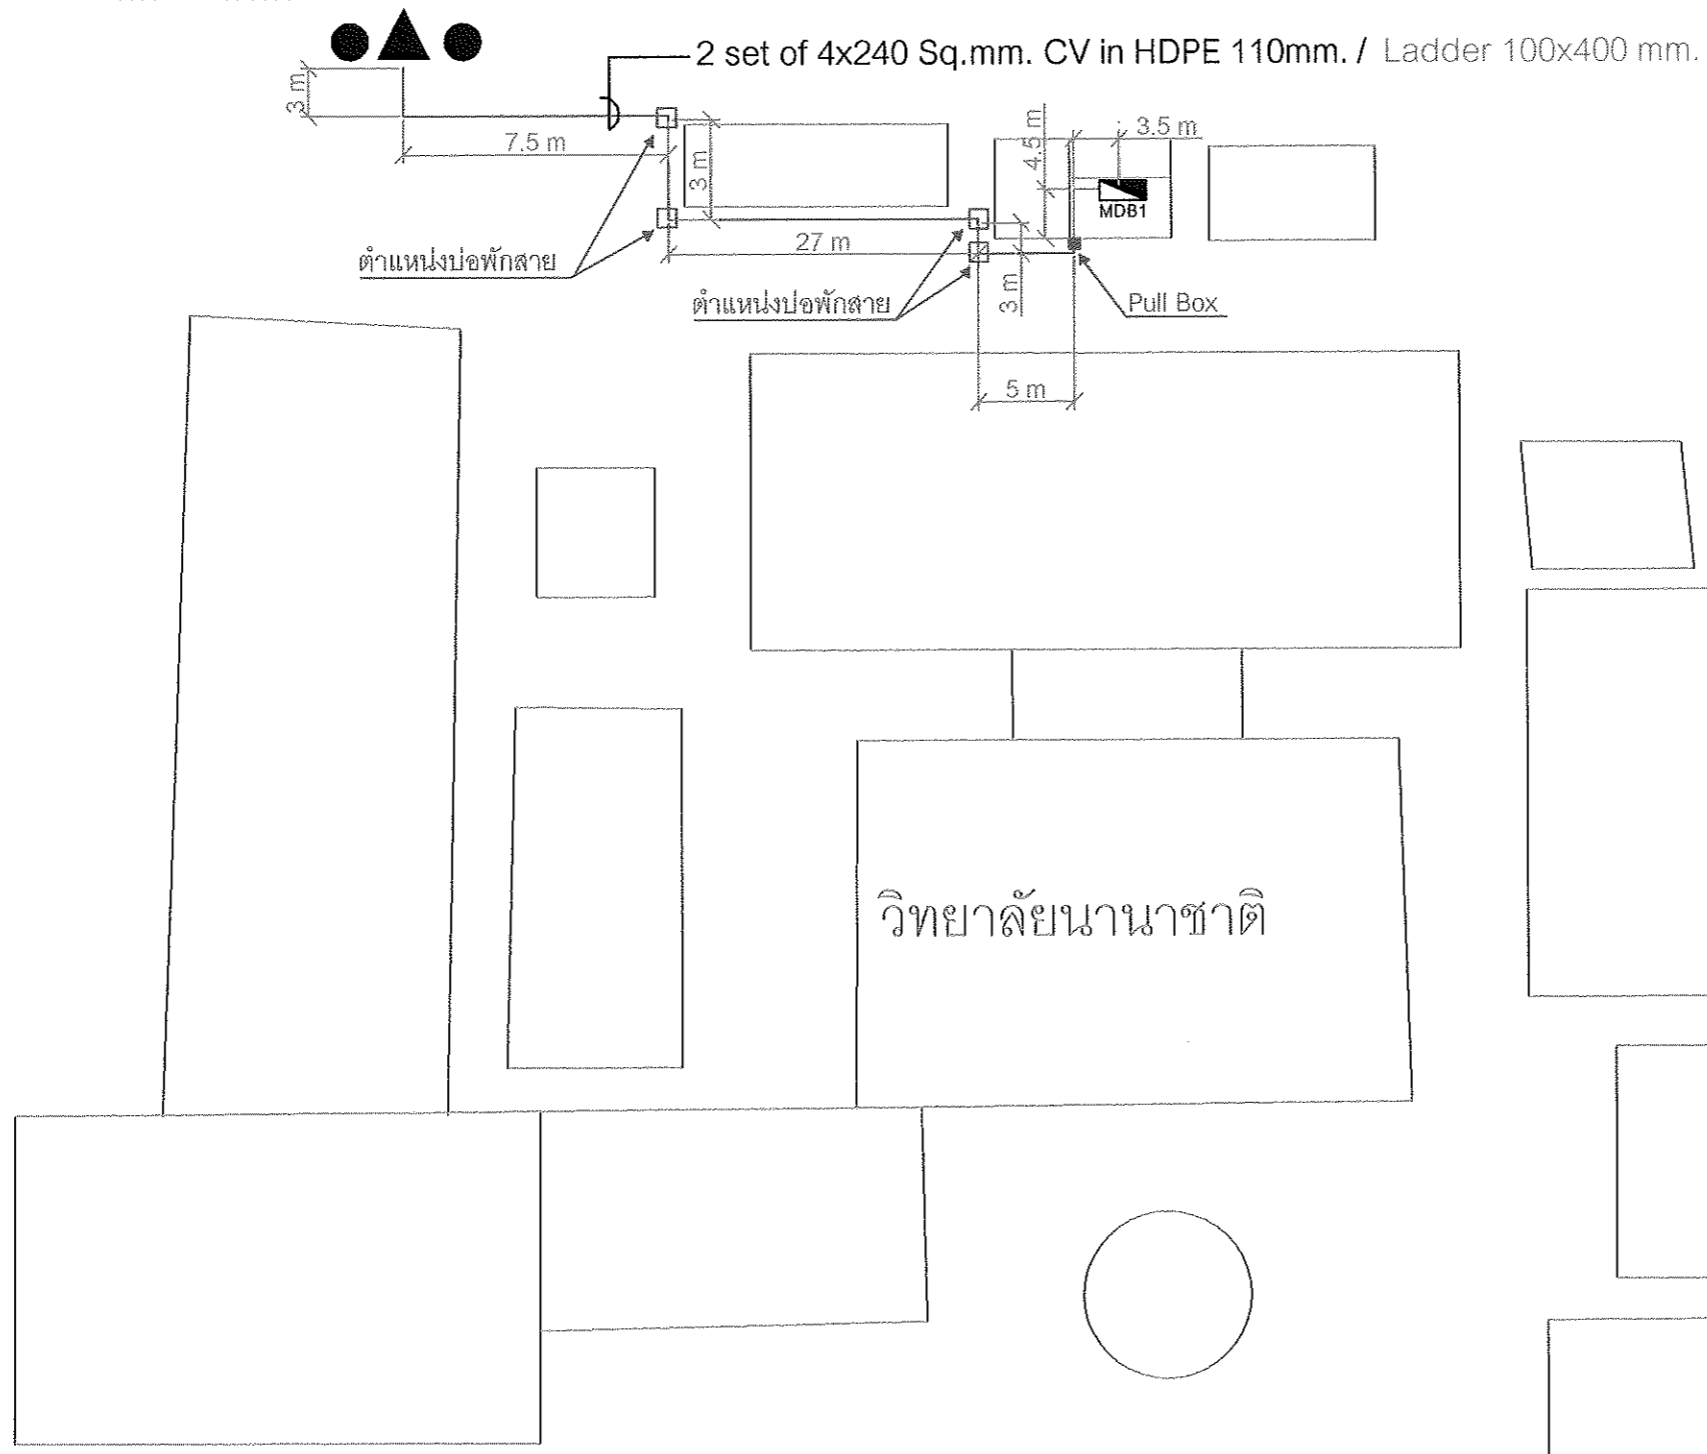 2 set of 4x240 Sq.mm. CV in HDPE 110mm. / Ladder 100x400 mm.
3 m
7.5 m
3 m
4.5 m
3.5 m
MDB1
27 m
ตำแหน่งบ่อพักสาย
ตำแหน่งบ่อพักสาย
3 m
Pull Box
5 m
วิทยาลัยนานาชาติ